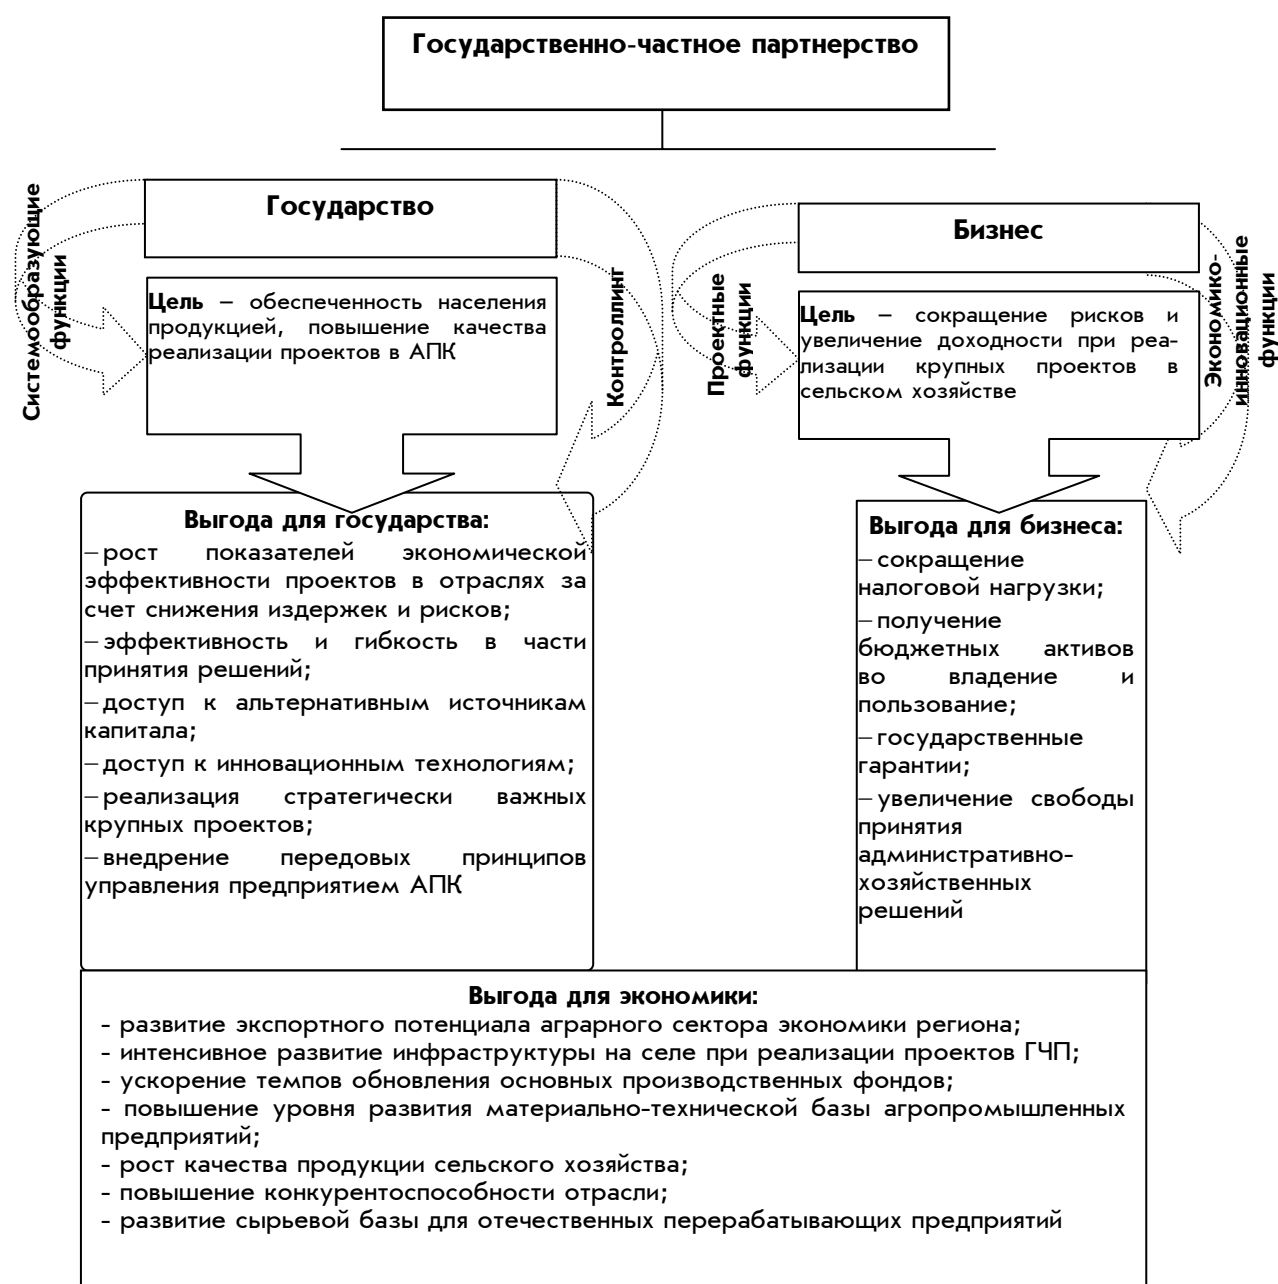 Государственно-частное партнерство
Государство
Бизнес
Системообразующие
функции
Цель – обеспеченность населения
продукцией, повышение качества
реализации проектов в АПК
Контроллинг
Проектные
функции
Цель – сокращение рисков и
увеличение доходности при реа-
лизации крупных проектов в
сельском хозяйстве
Экономико-
инновационные
функции
Выгода для государства:
– рост показателей экономической
эффективности проектов в отраслях за
счет снижения издержек и рисков;
– эффективность и гибкость в части
принятия решений;
– доступ к альтернативным источникам
капитала;
– доступ к инновационным технологиям;
– реализация стратегически важных
крупных проектов;
– внедрение передовых принципов
управления предприятием АПК
Выгода для бизнеса:
– сокращение
налоговой нагрузки;
– получение
бюджетных активов
во владение и
пользование;
– государственные
гарантии;
– увеличение свободы
принятия
административно-
хозяйственных
решений
Выгода для экономики:
- развитие экспортного потенциала аграрного сектора экономики региона;
- интенсивное развитие инфраструктуры на селе при реализации проектов ГЧП;
- ускорение темпов обновления основных производственных фондов;
- повышение уровня развития материально-технической базы агропромышленных
предприятий;
- рост качества продукции сельского хозяйства;
- повышение конкурентоспособности отрасли;
- развитие сырьевой базы для отечественных перерабатывающих предприятий